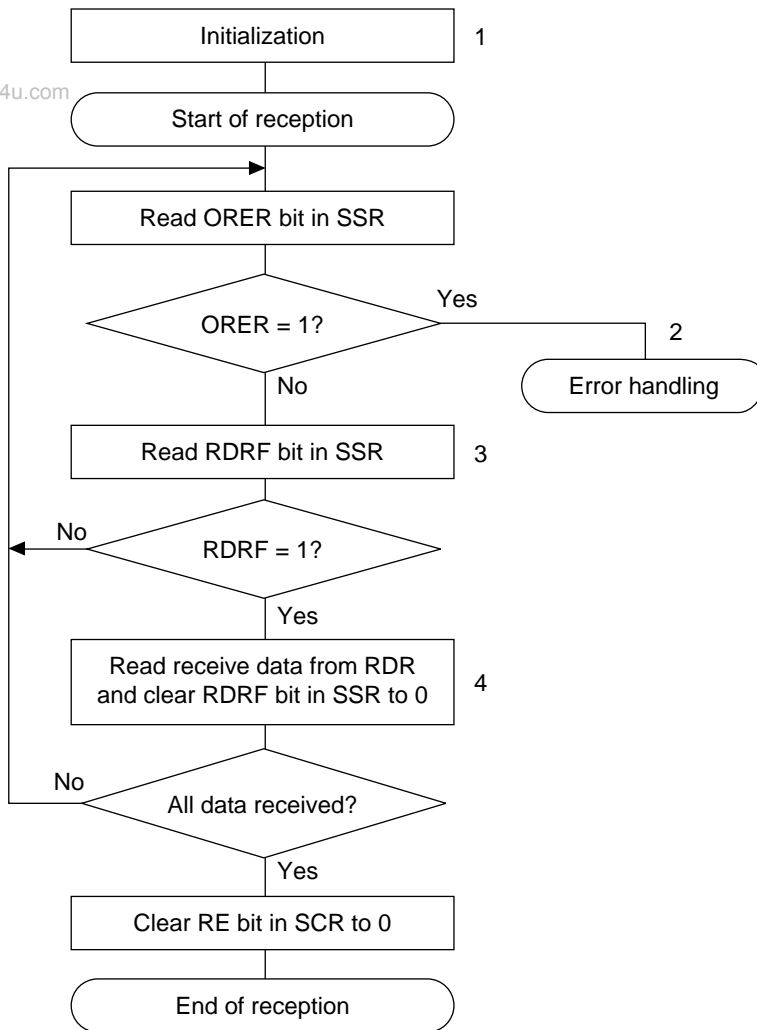 Initialization
1
4u.com
Start of reception
Read ORER bit in SSR
ORER = 1?
Yes
2
Error handling
No
Read RDRF bit in SSR
3
No
RDRF = 1?
Yes
Read receive data from RDR
and clear RDRF bit in SSR to 0
4
No
All data received?
Yes
Clear RE bit in SCR to 0
End of reception